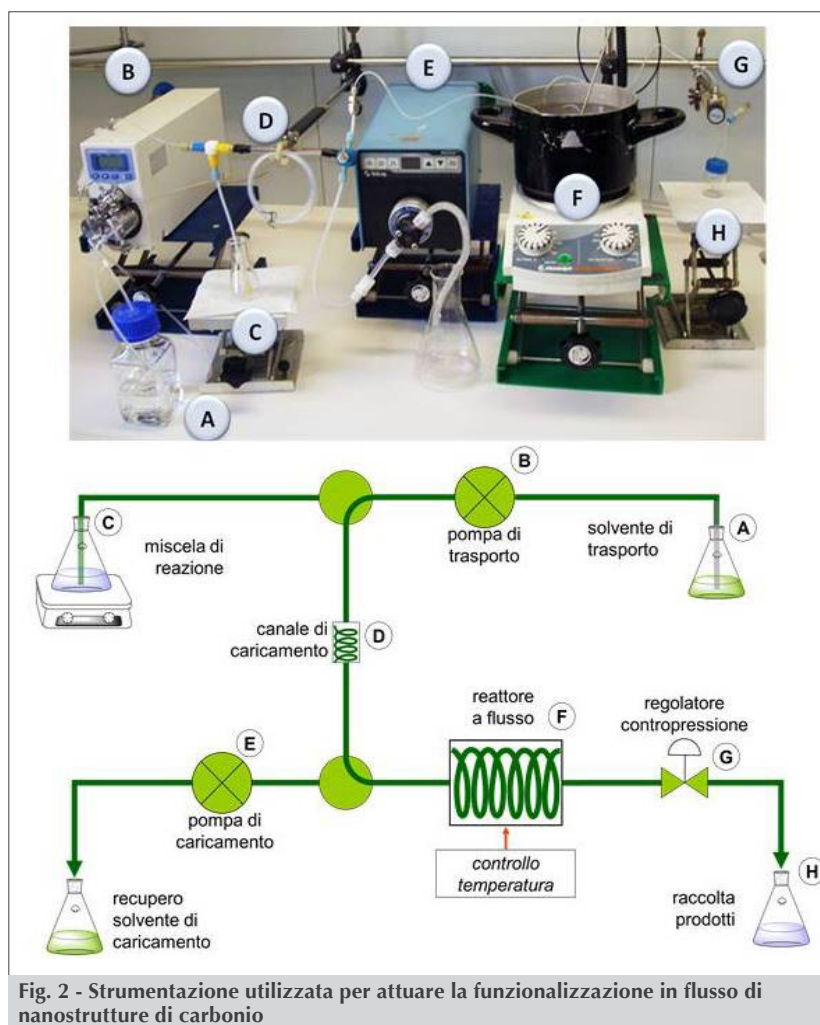 B
D
E
G
F
H
C
A
B
C
A
miscela di
reazione
pompa di
trasporto
solvente di
trasporto
canale di
caricamento
D
reattore
a flusso
F
regolatore
contropressione
G
E
pompa di
caricamento
controllo
temperatura
H
recupero
solvente di
caricamento
raccolta
prodotti
Fig. 2 - Strumentazione utilizzata per attuare la funzionalizzazione in flusso di
nanostrutture di carbonio